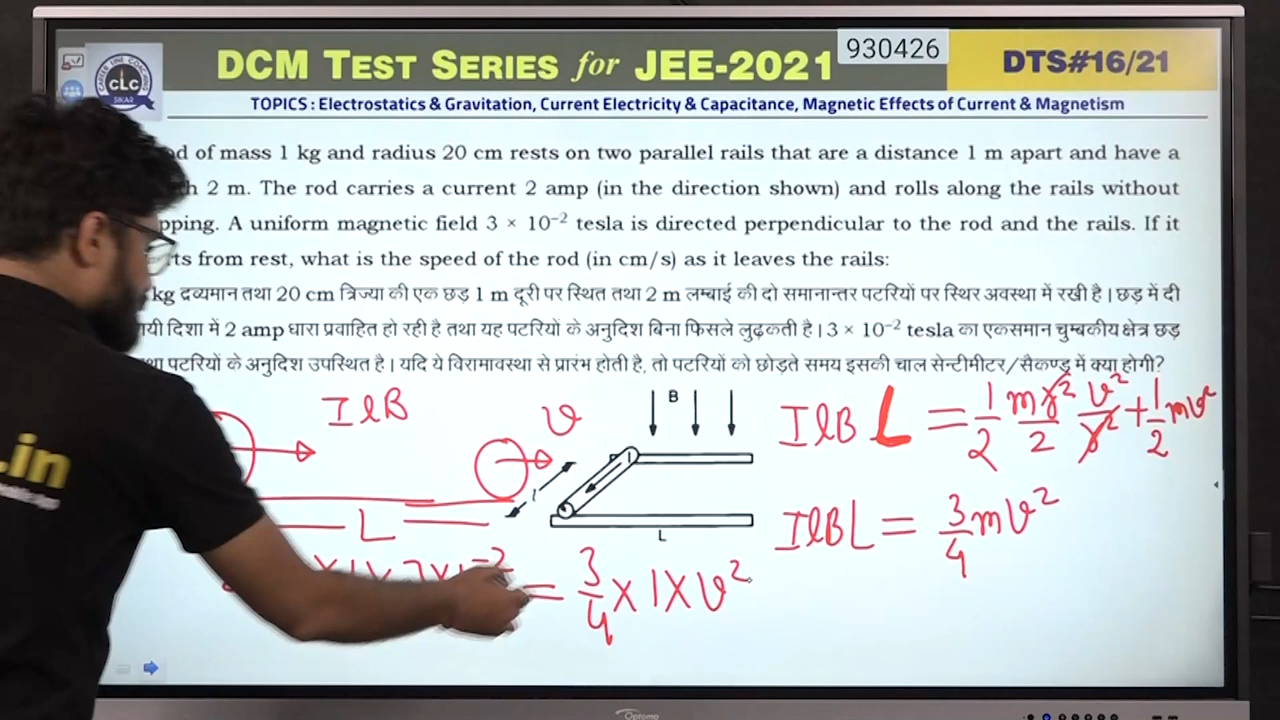 DCM TEST SERIES for JEE-2021
930426
DTS#16/21
CLC
SIKAR
TOPICS : Electrostatics & Gravitation, Current Electricity & Capacitance, Magnetic Effects of Current & Magnetism
of mass 1 kg and radius 20 cm rests on two parallel rails that are a distance 1 m apart and have a
2 m. The rod carries a current 2 amp (in the direction shown) and rolls along the rails without
pping. A uniform magnetic field 3 × 10⁻² tesla is directed perpendicular to the rod and the rails. If it
from rest, what is the speed of the rod (in cm/s) as it leaves the rails:
kg द्रव्यमान तथा 20 cm त्रिज्या की एक छड़ 1 m दूरी पर स्थित तथा 2 m लम्बाई की दो समानान्तर पटरियों पर स्थिर अवस्था में रखी है। छड़ में दी
दिशा में 2 amp धारा प्रवाहित हो रही है तथा यह पटरियों के अनुदिश बिना फिसले लुढ़कती है। 3 × 10⁻² tesla का एकसमान चुम्बकीय क्षेत्र छड़
पटरियों के अनुदिश उपस्थित है। यदि ये विरामावस्था से प्रारंभ होती है, तो पटरियों को छोड़ते समय इसकी चाल सेन्टीमीटर/सैकण्ड में क्या होगी?
IlB
v
B
l
L
L
IlB L = 1/2 mr²/2 v²/r² + 1/2 mv²
IlBL = 3/4 mv²
= 3/4 × 1 × v²
.in
Optoma